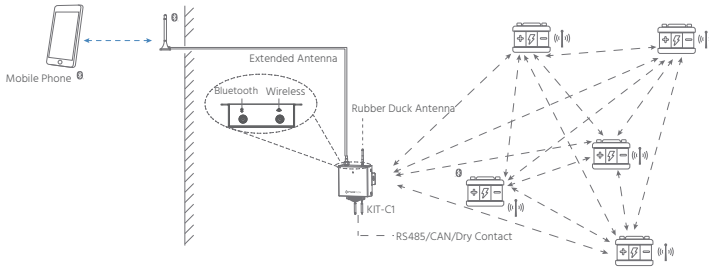 Extended Antenna
Mobile Phone
Bluetooth
Wireless
Rubber Duck Antenna
KIT-C1
RS485/CAN/Dry Contact